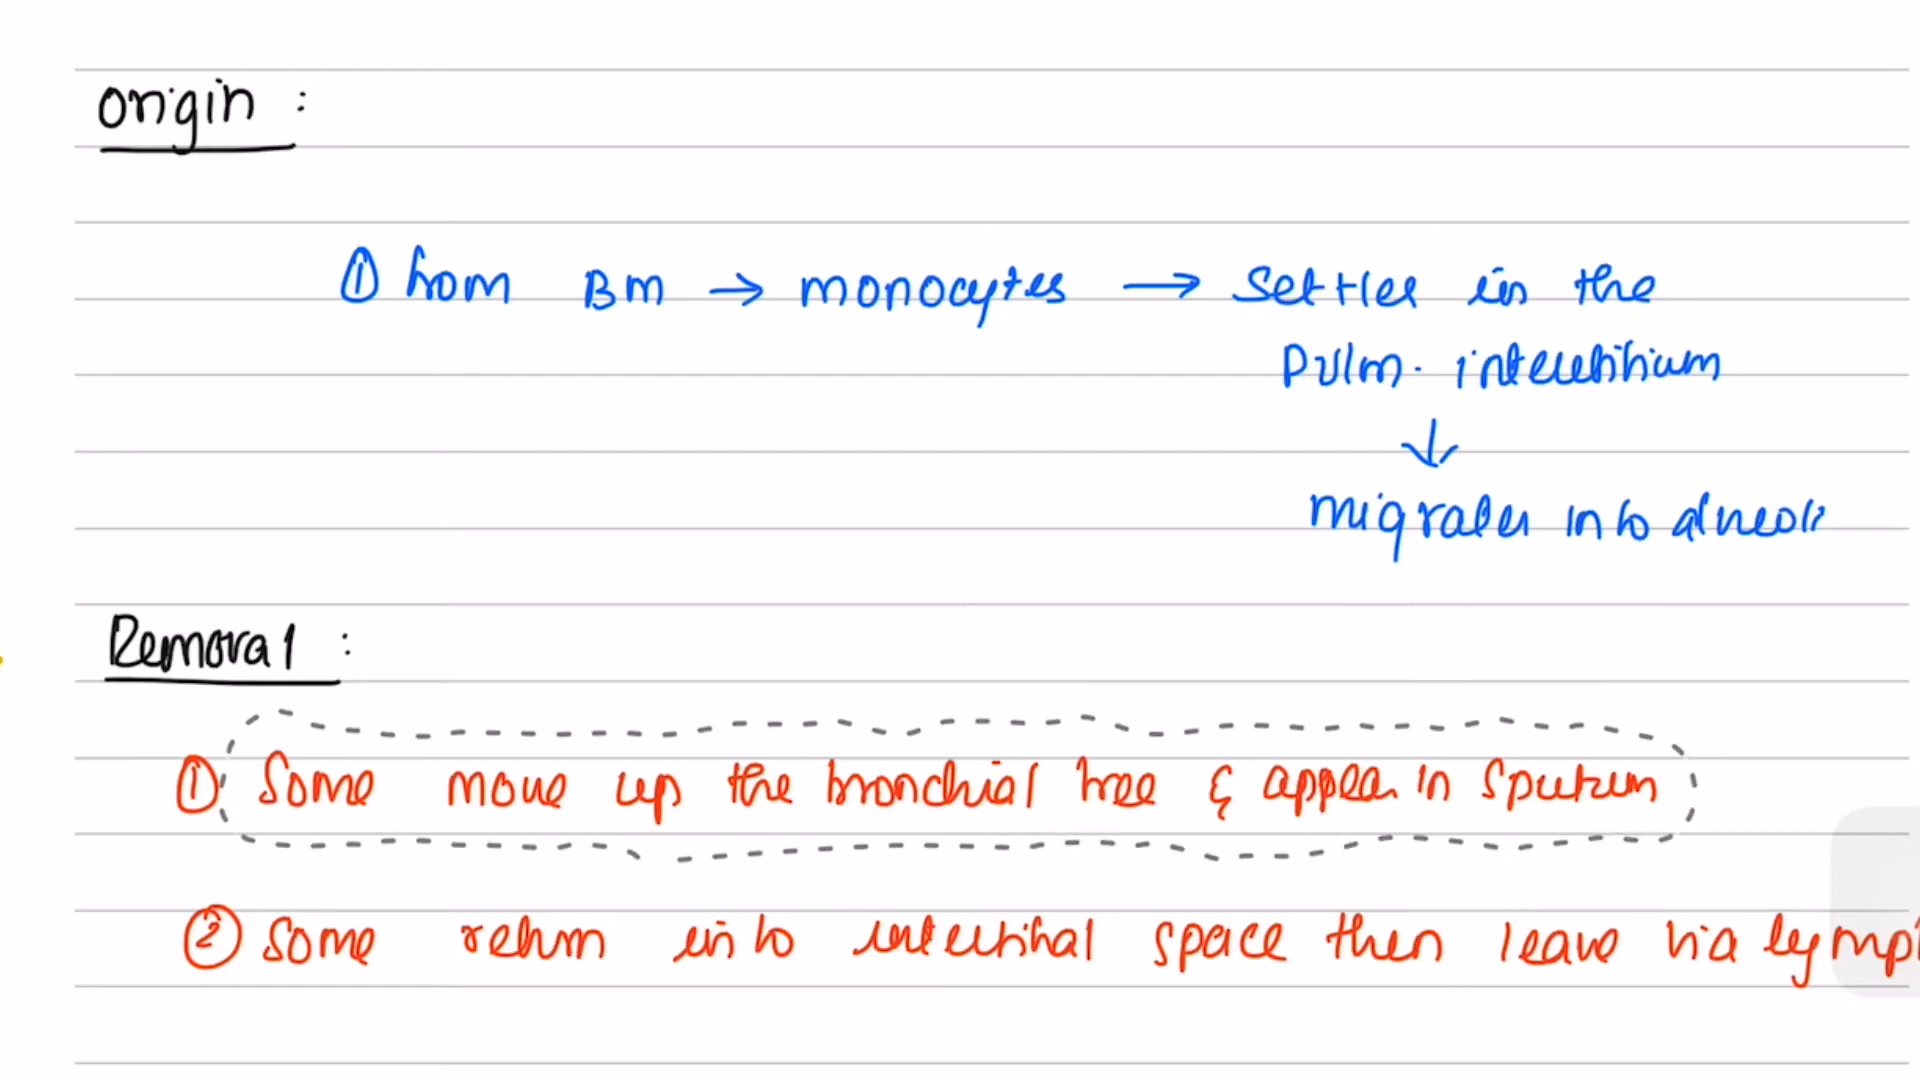 origin :
① from BM → monocytes → Settles in the
Pulm. interstitium
↓
migrates into alveoli
Removal :
① Some move up the bronchial tree & appear in Sputum
② Some return into interstitial space then leave via lymph